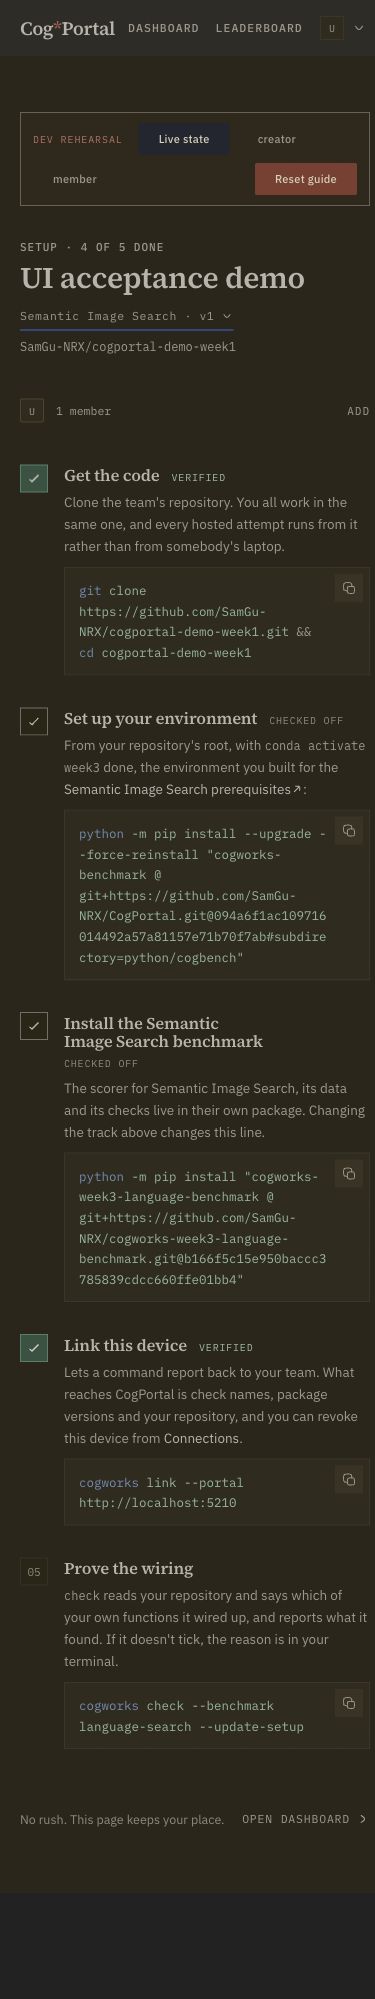 Cog*Portal DASHBOARD LEADERBOARD U
DEV REHEARSAL Live state creator
member Reset guide
SETUP · 4 OF 5 DONE
UI acceptance demo
Semantic Image Search · v1
SamGu-NRX/cogportal-demo-week1
U 1 member ADD
Get the code VERIFIED
Clone the team's repository. You all work in the
same one, and every hosted attempt runs from it
rather than from somebody's laptop.
git clone
https://github.com/SamGu-
NRX/cogportal-demo-week1.git &&
cd cogportal-demo-week1
Set up your environment CHECKED OFF
From your repository's root, with conda activate
week3 done, the environment you built for the
Semantic Image Search prerequisites↗:
python -m pip install --upgrade -
-force-reinstall "cogworks-
benchmark @
git+https://github.com/SamGu-
NRX/CogPortal.git@094a6f1ac109716
014492a57a81157e71b70f7ab#subdire
ctory=python/cogbench"
Install the Semantic
Image Search benchmark
CHECKED OFF
The scorer for Semantic Image Search, its data
and its checks live in their own package. Changing
the track above changes this line.
python -m pip install "cogworks-
week3-language-benchmark @
git+https://github.com/SamGu-
NRX/cogworks-week3-language-
benchmark.git@b166f5c15e950baccc3
785839cdcc660ffe01bb4"
Link this device VERIFIED
Lets a command report back to your team. What
reaches CogPortal is check names, package
versions and your repository, and you can revoke
this device from Connections.
cogworks link --portal
http://localhost:5210
05 Prove the wiring
check reads your repository and says which of
your own functions it wired up, and reports what it
found. If it doesn't tick, the reason is in your
terminal.
cogworks check --benchmark
language-search --update-setup
No rush. This page keeps your place. OPEN DASHBOARD >